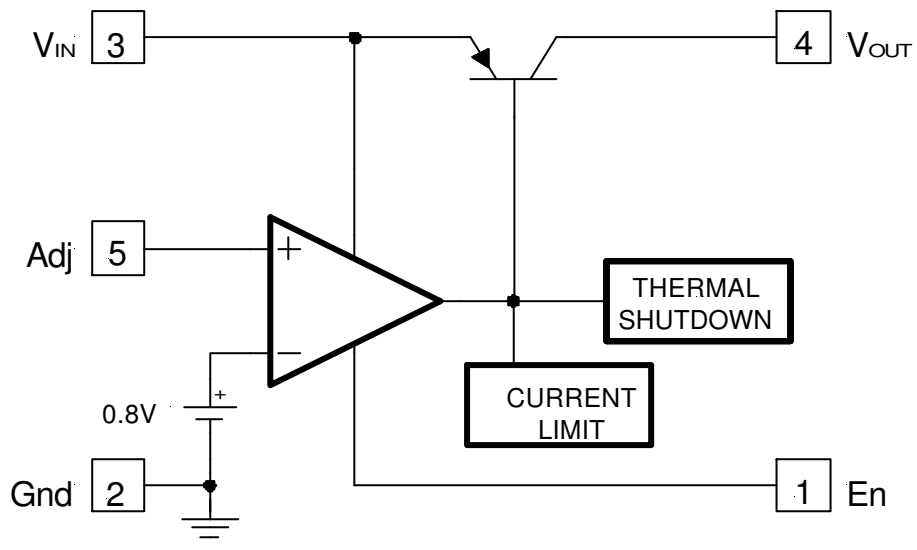 VIN 3
4 VOUT
Adj 5
+
−
THERMAL
SHUTDOWN
CURRENT
LIMIT
+
0.8V
Gnd 2
1 En